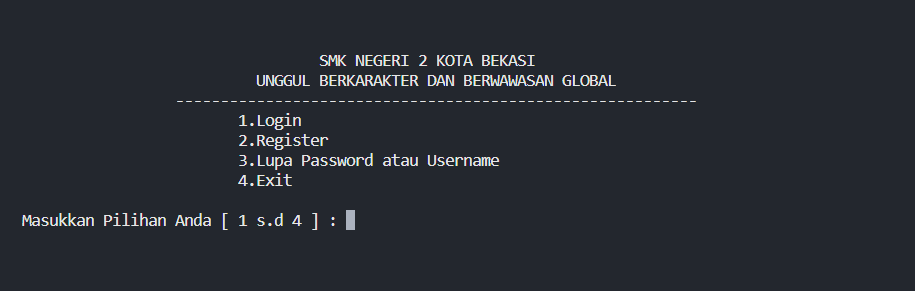 SMK NEGERI 2 KOTA BEKASI
UNGGUL BERKARAKTER DAN BERWAWASAN GLOBAL
----------------------------------------------------------
1.Login
2.Register
3.Lupa Password atau Username
4.Exit
Masukkan Pilihan Anda [ 1 s.d 4 ] :